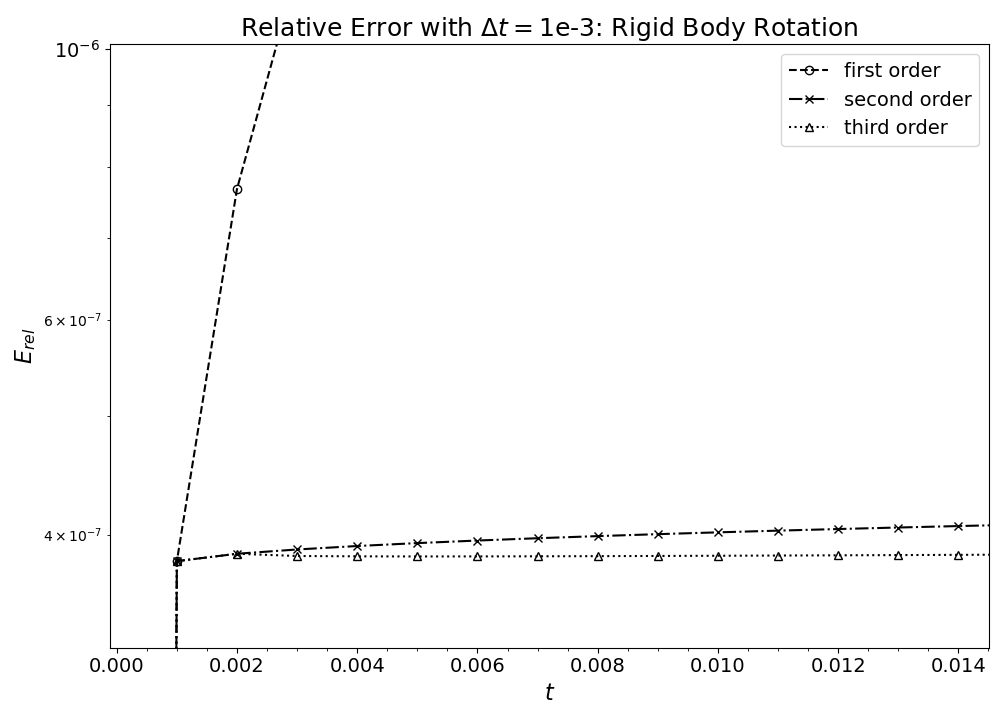 Relative Error with Δt = 1e-3: Rigid Body Rotation
10⁻⁶
6 × 10⁻⁷
4 × 10⁻⁷
E_rel
first order
second order
third order
0.000 0.002 0.004 0.006 0.008 0.010 0.012 0.014
t